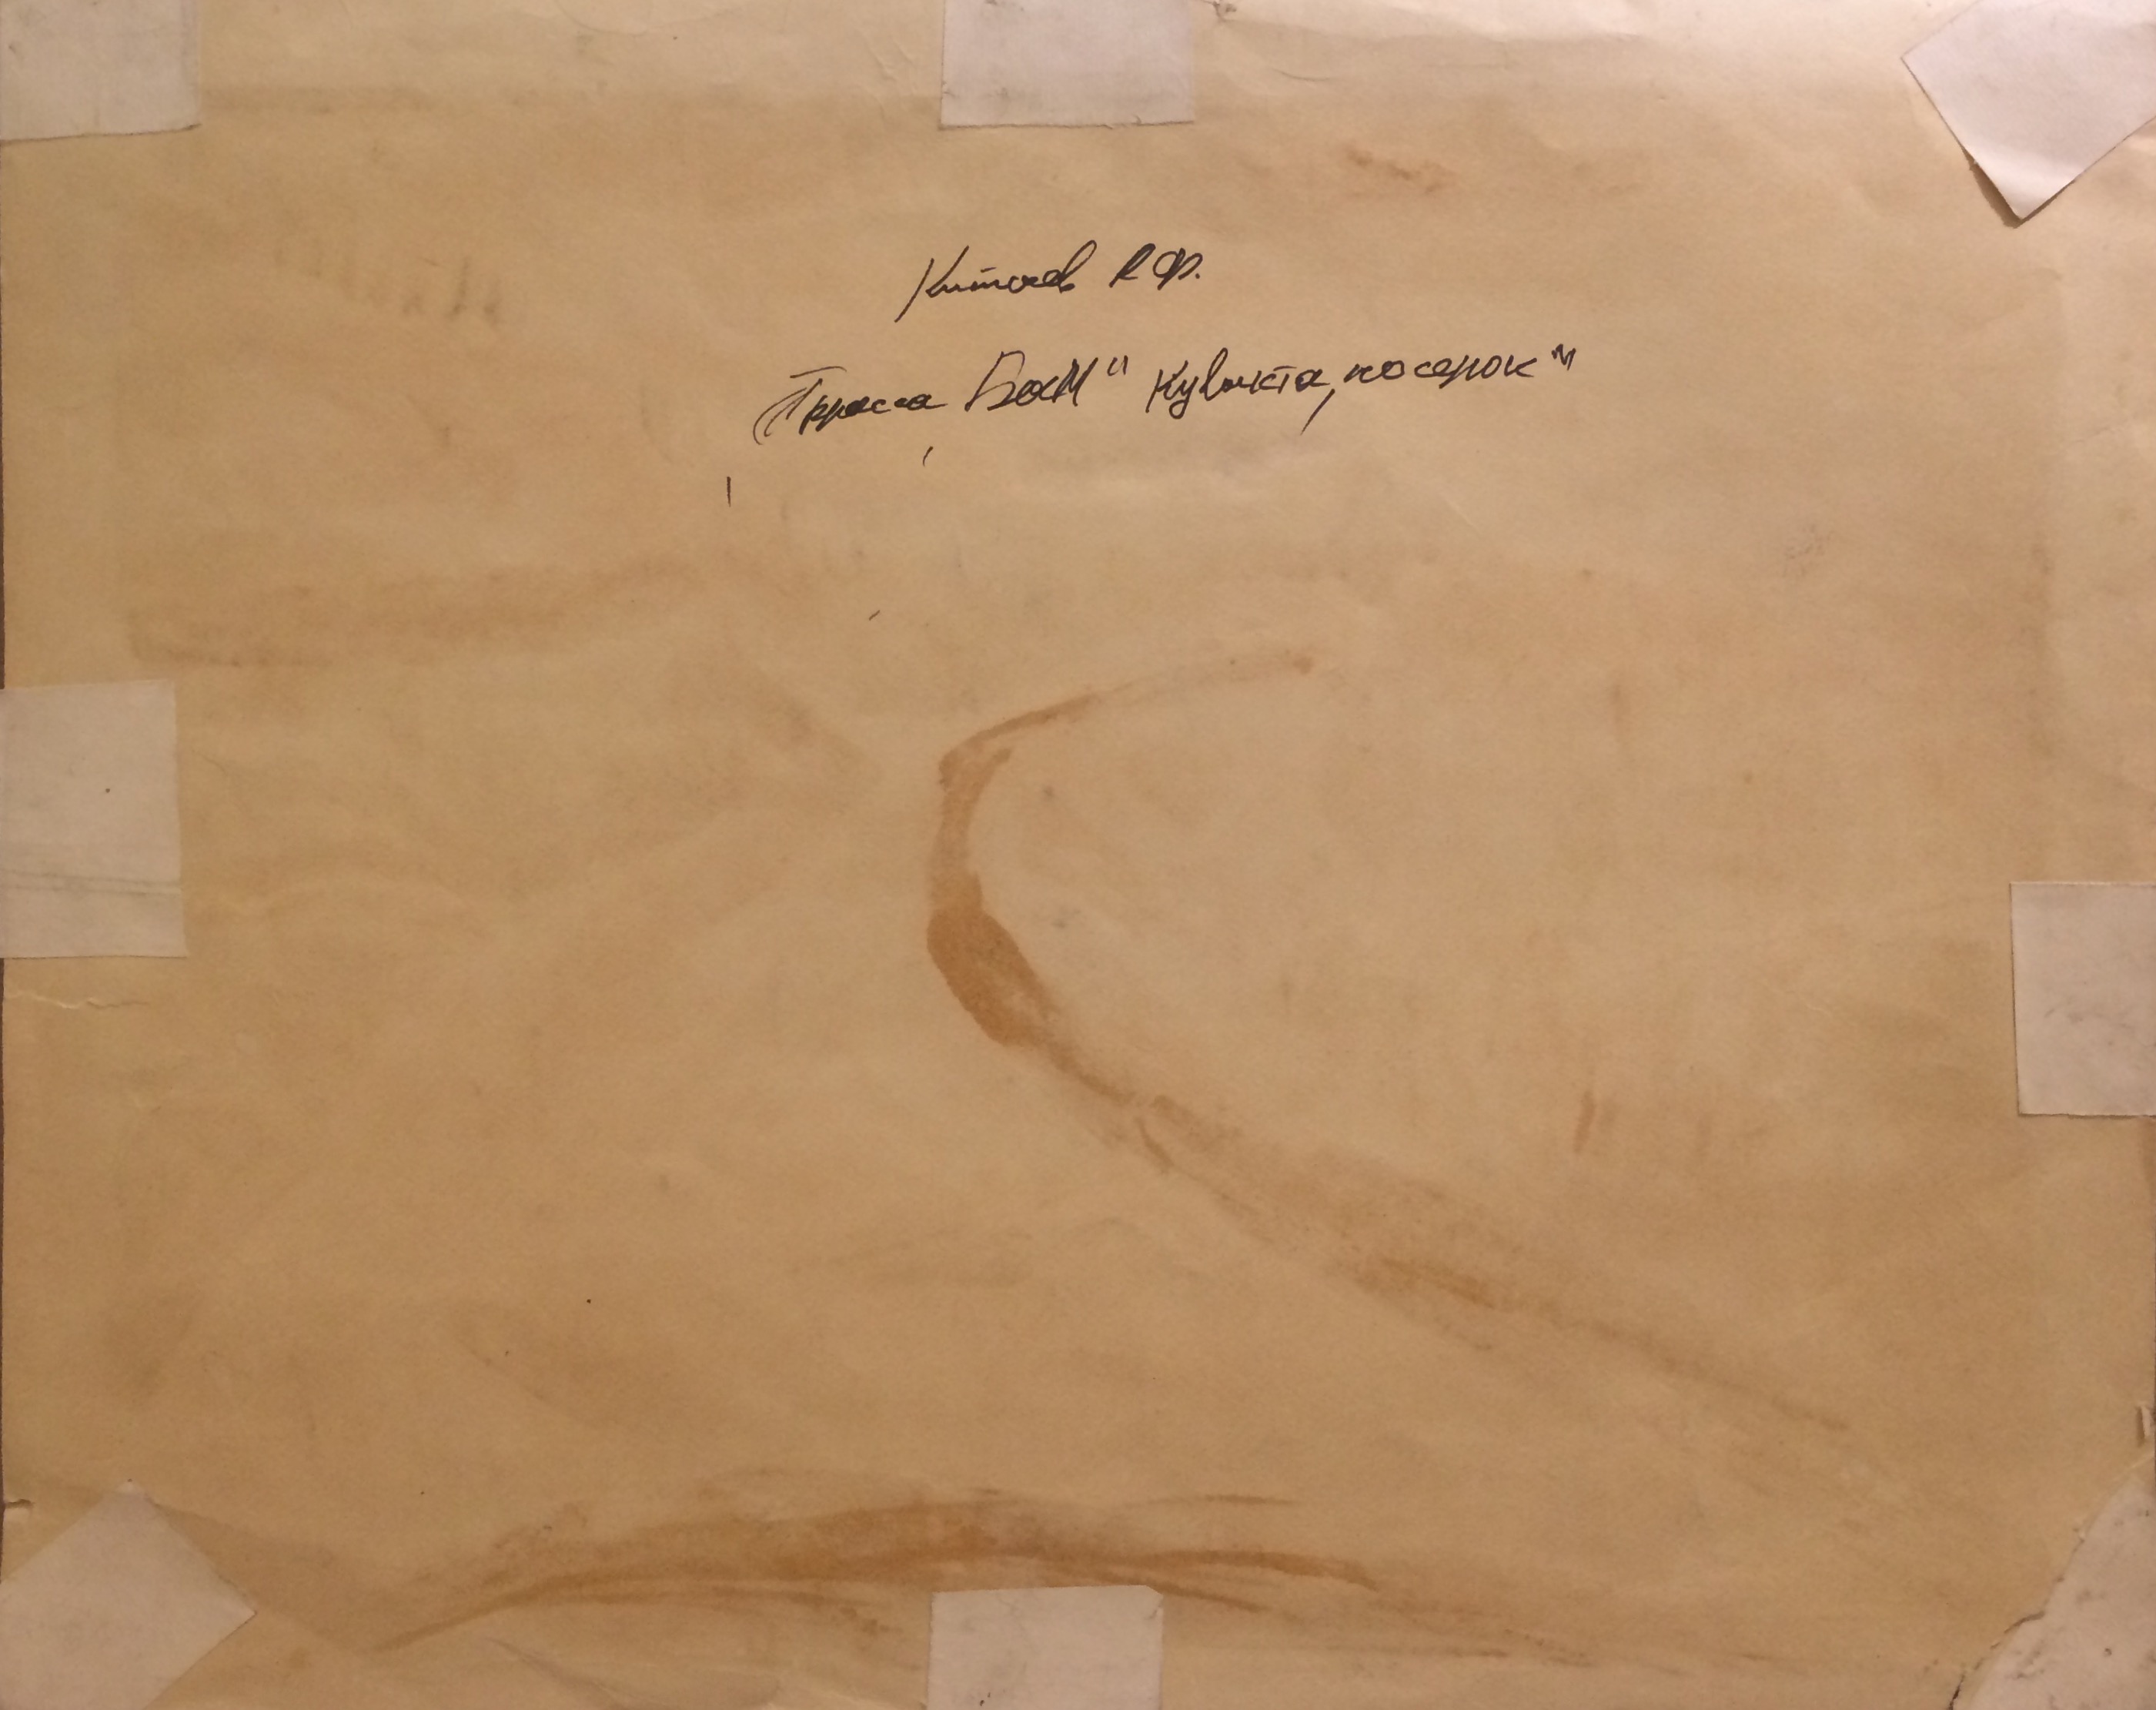 Китаев Р Ф.
Трасса БАМ "Кувыкта, поселок"